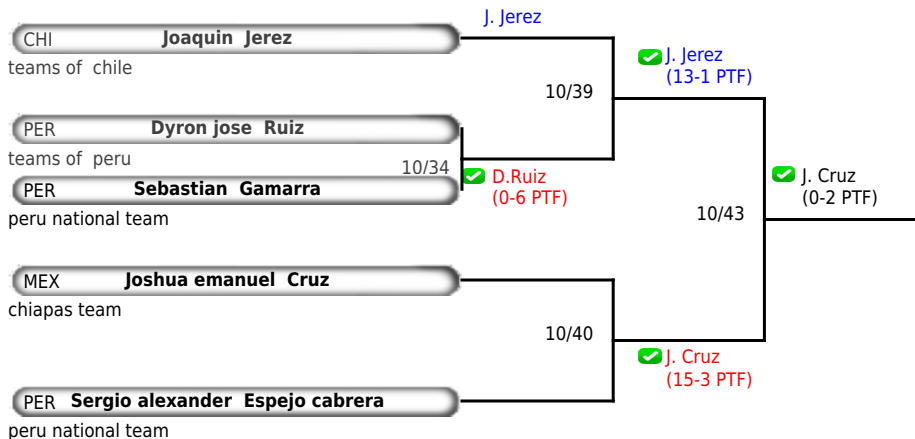 J. Jerez
CHI Joaquin Jerez
teams of chile
J. Jerez
(13-1 PTF)
10/39
PER Dyron jose Ruiz
teams of peru
10/34
D.Ruiz
(0-6 PTF)
PER Sebastian Gamarra
peru national team
J. Cruz
(0-2 PTF)
10/43
MEX Joshua emanuel Cruz
chiapas team
10/40
J. Cruz
(15-3 PTF)
PER Sergio alexander Espejo cabrera
peru national team